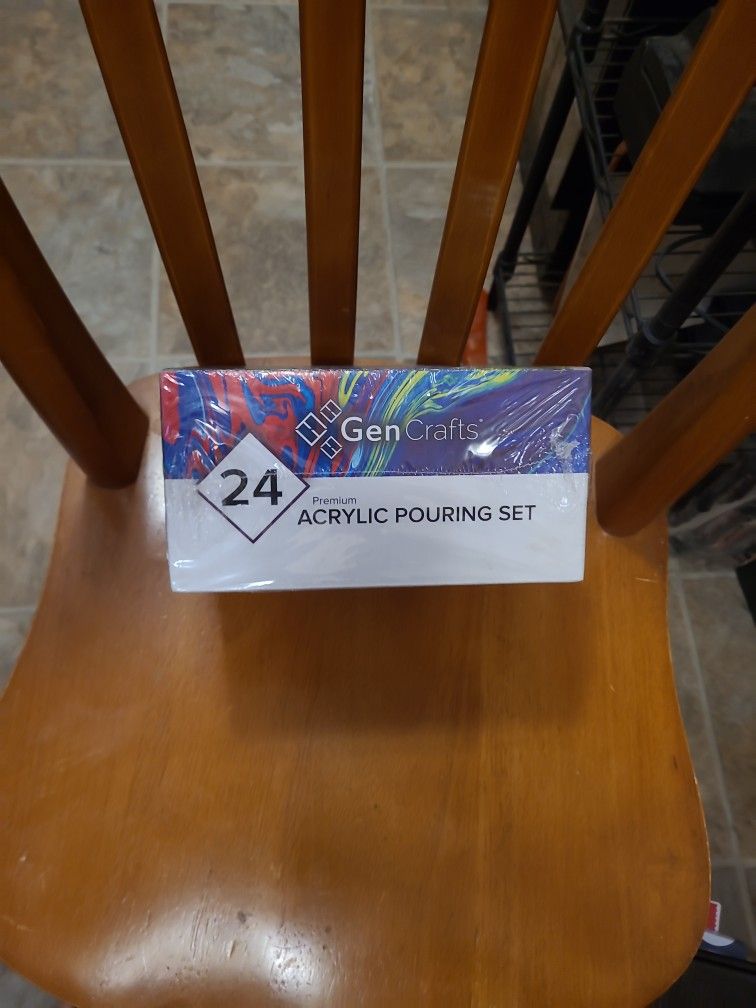 GenCrafts
24
Premium
ACRYLIC POURING SET